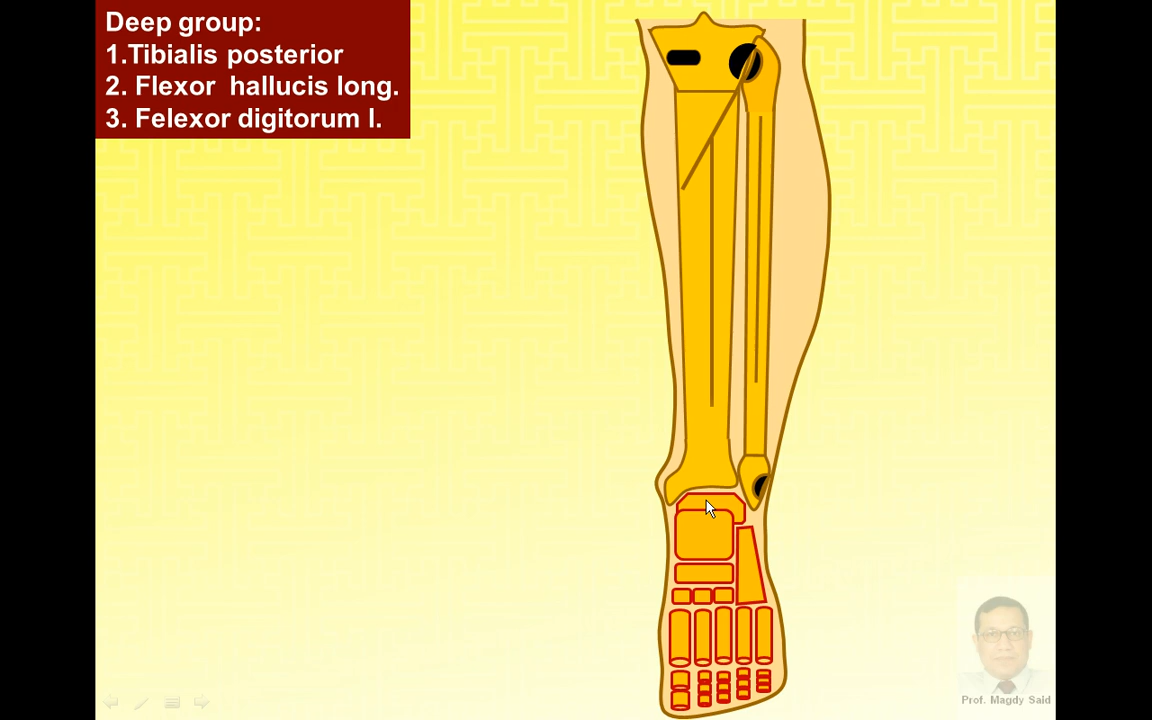 Deep group:
1.Tibialis posterior
2. Flexor hallucis long.
3. Felexor digitorum l.
Prof. Magdy Said